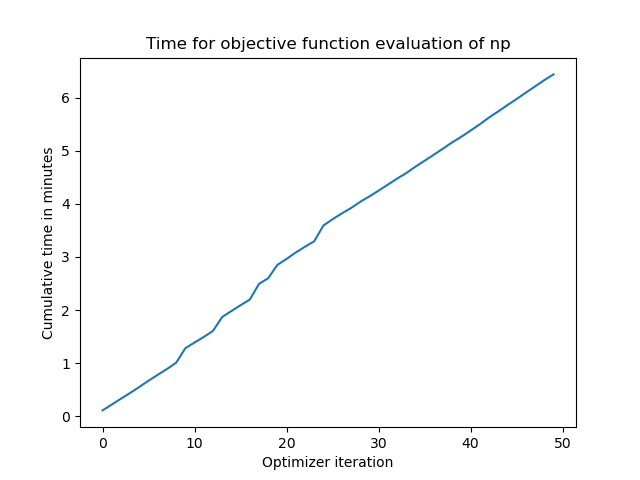 Time for objective function evaluation of np
Cumulative time in minutes
6
5
4
3
2
1
0
0 10 20 30 40 50
Optimizer iteration